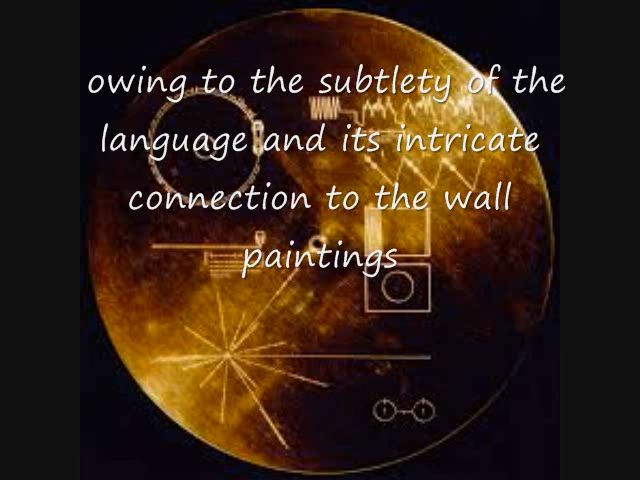 owing to the subtlety of the
language and its intricate
connection to the wall
paintings